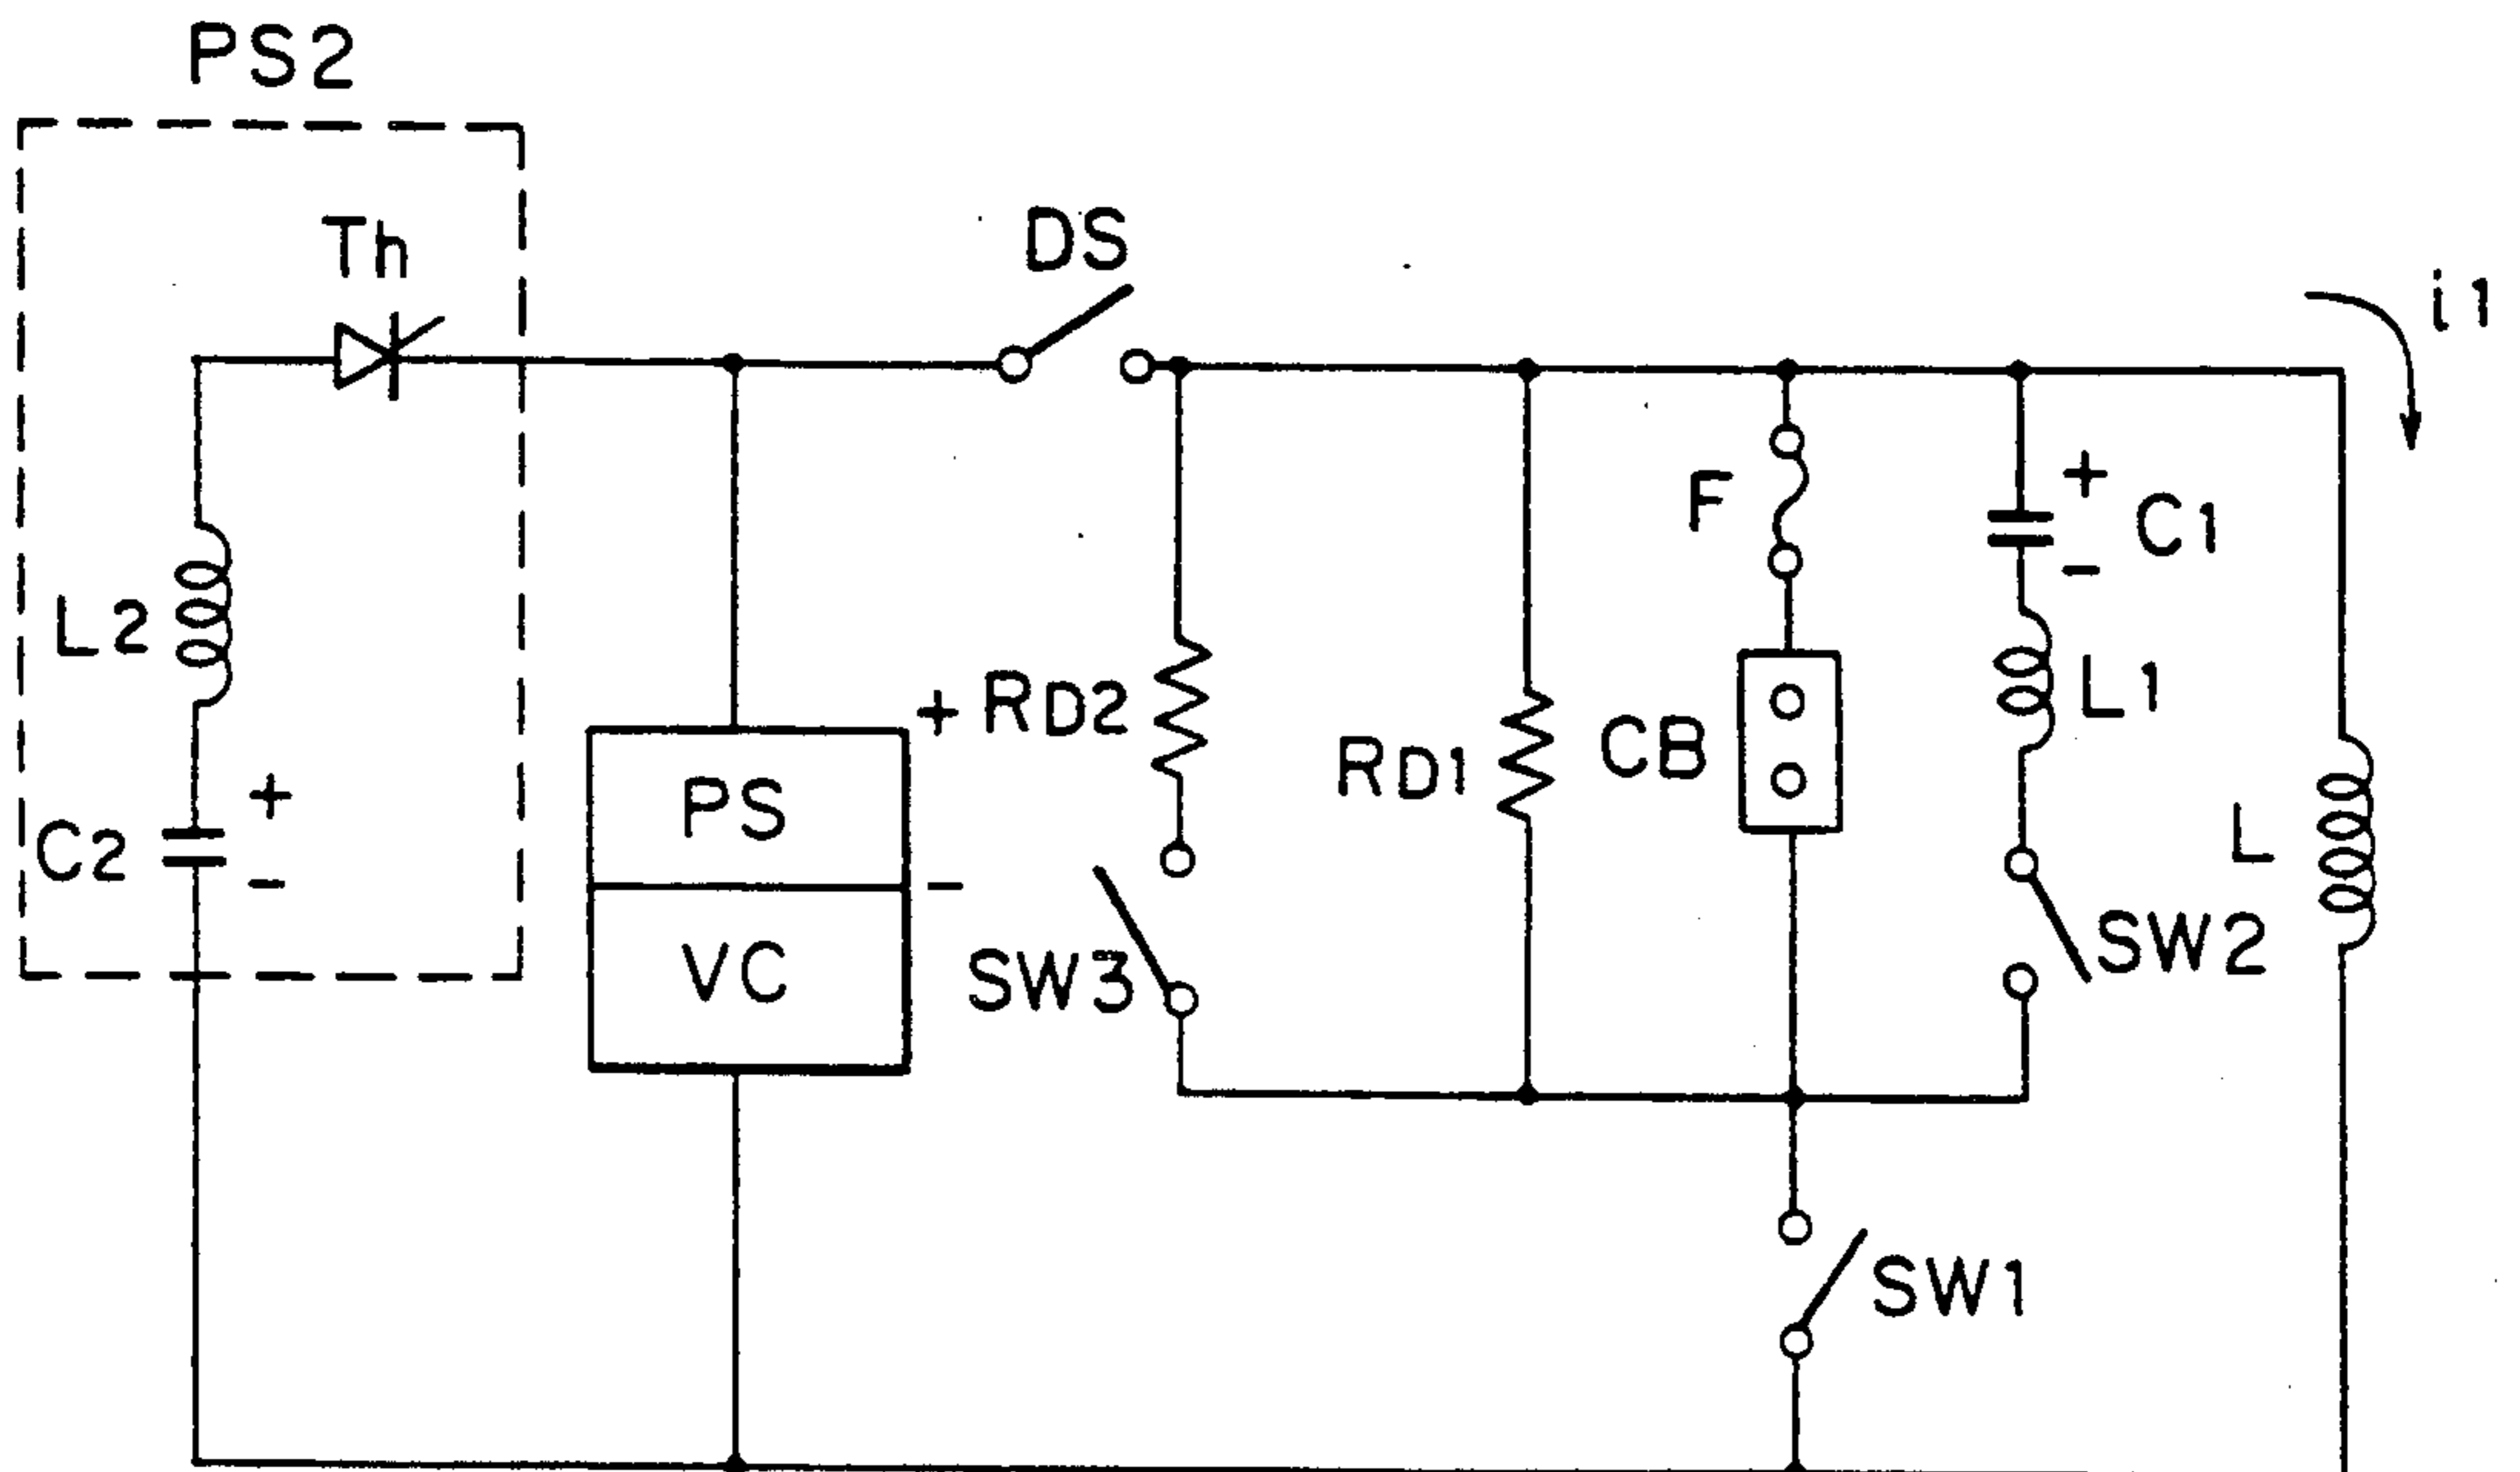 PS2
Th
DS
i1
F
+
C1
-
L2
L1
+
RD2
RD1
CB
+
PS
L
C2
-
-
VC
SW3
SW2
SW1